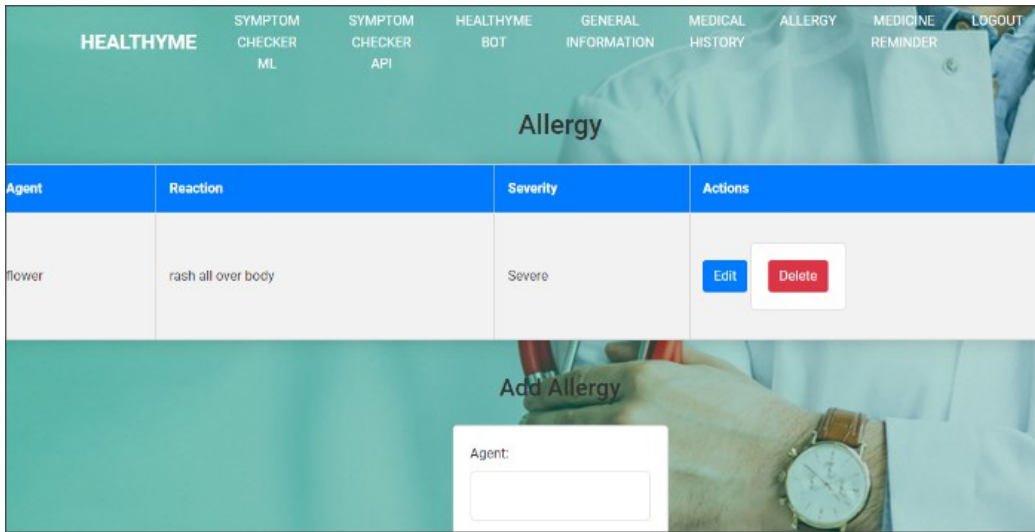 HEALTHYME
SYMPTOM
CHECKER
ML
SYMPTOM
CHECKER
API
HEALTHYME
BOT
GENERAL
INFORMATION
MEDICAL
HISTORY
ALLERGY
MEDICINE
REMINDER
LOGOUT
Allergy
Agent Reaction Severity Actions
flower rash all over body Severe Edit Delete
Add Allergy
Agent: